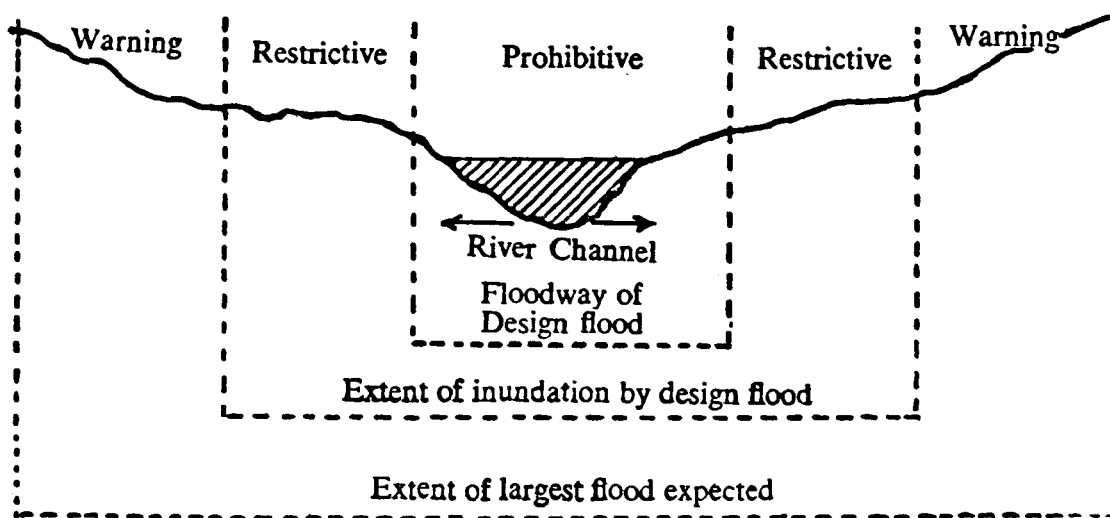 Warning
Restrictive
Prohibitive
Restrictive
Warning
River Channel
Floodway of
Design flood
Extent of inundation by design flood
Extent of largest flood expected